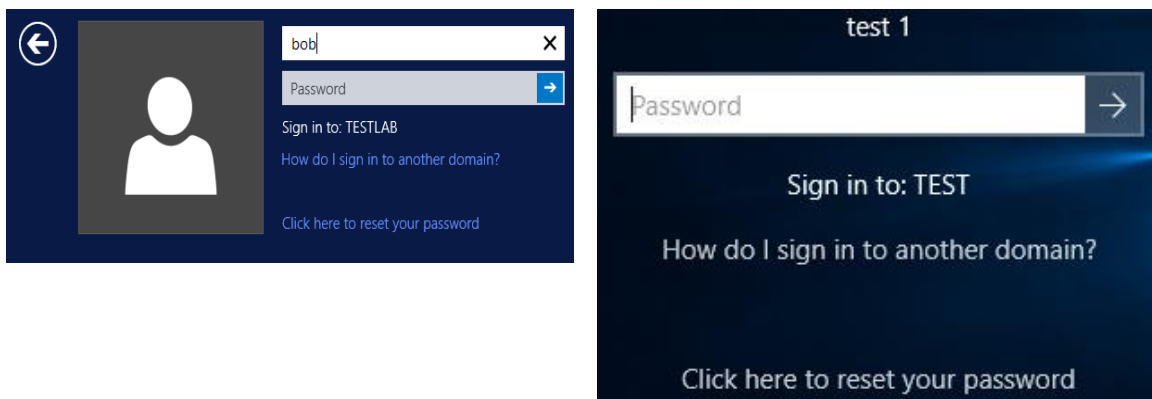 bob
Password
Sign in to: TESTLAB
How do I sign in to another domain?
Click here to reset your password
test 1
Password
Sign in to: TEST
How do I sign in to another domain?
Click here to reset your password